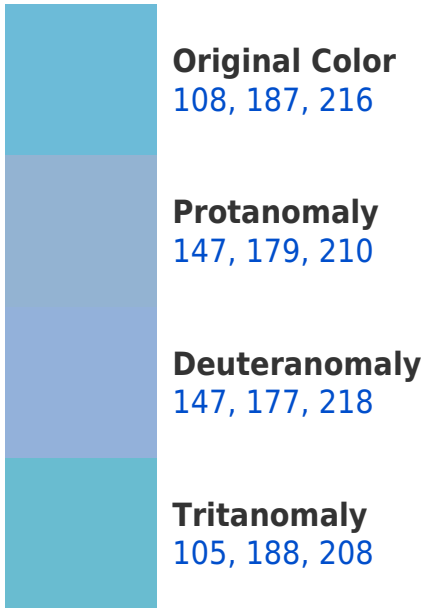 Original Color
108, 187, 216
Protanomaly
147, 179, 210
Deuteranomaly
147, 177, 218
Tritanomaly
105, 188, 208